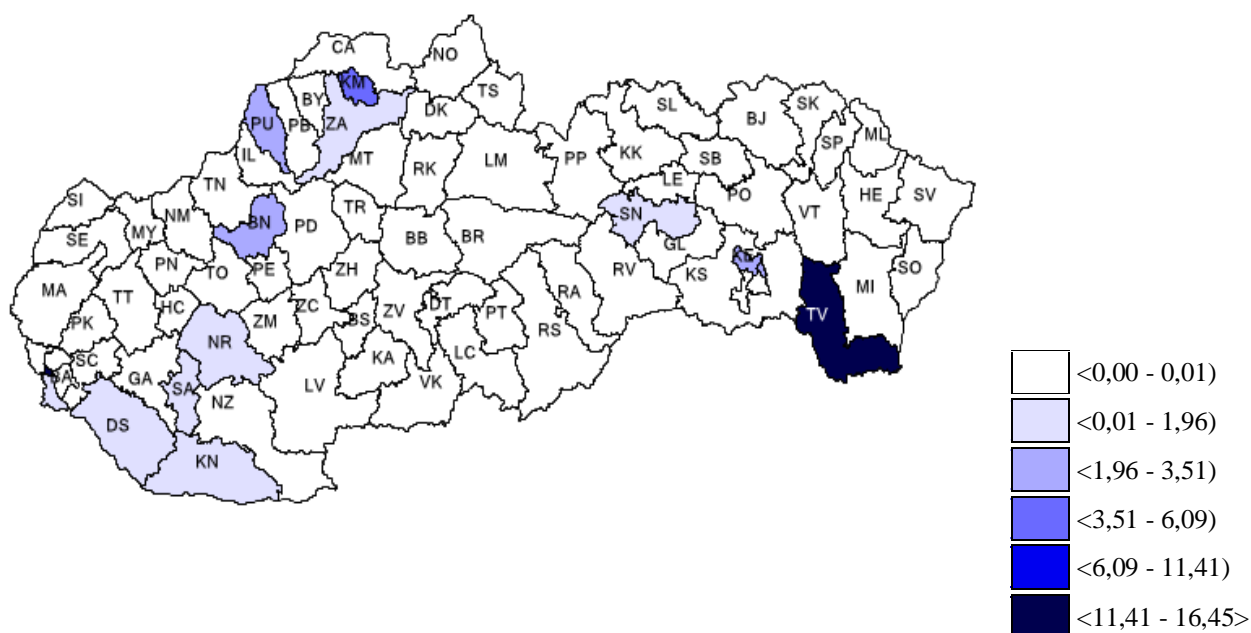 CA
NO
KM
TS
BY
PU
PB
ZA
DK
SL
SK
BJ
ML
SP
IL
MT
RK
LM
PP
KK
SB
LE
PO
HE
SV
TN
SI
TR
SN
VT
NM
MY
BN
PD
BB
BR
GL
SE
KE
PN
TO
PE
ZH
RV
KS
SO
MA
TT
HC
RA
MI
ZM
ZC
BS
ZV
DT
PT
TV
PK
RS
NR
SC
KA
LC
BA
GA
SA
LV
VK
NZ
DS
KN
<0,00 - 0,01)
<0,01 - 1,96)
<1,96 - 3,51)
<3,51 - 6,09)
<6,09 - 11,41)
<11,41 - 16,45>